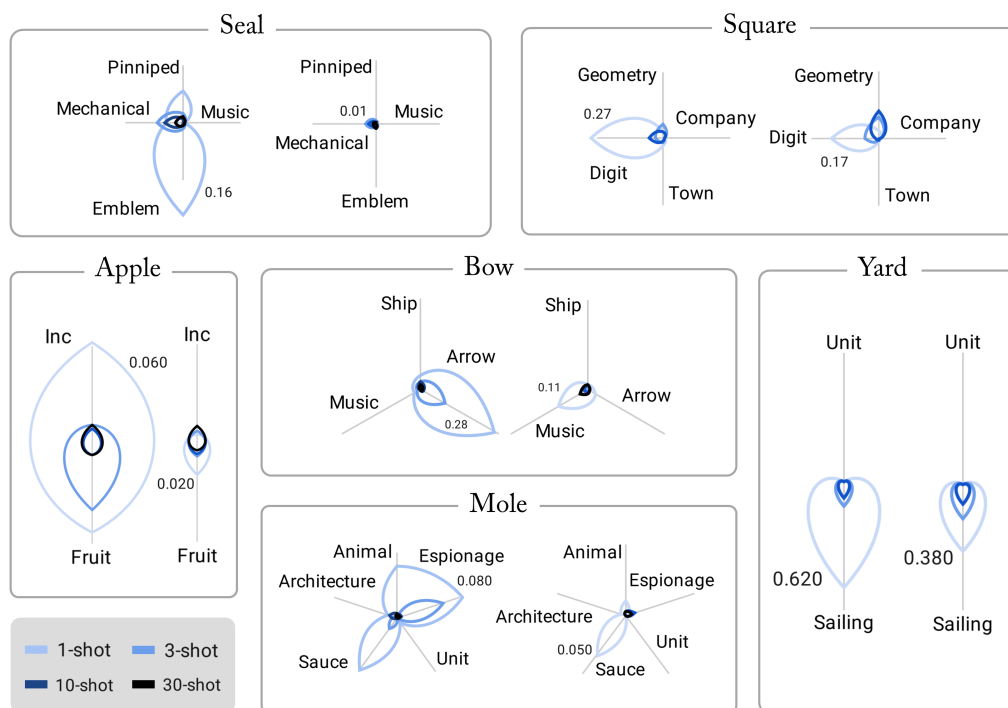 Seal
Square
Pinniped
Mechanical
Music
0.16
Emblem
Pinniped
0.01
Music
Mechanical
Emblem
Geometry
0.27
Company
Digit
Town
Geometry
Company
Digit
0.17
Town
Apple
Bow
Yard
Inc
0.060
Fruit
Inc
0.020
Fruit
Ship
Arrow
Music
0.28
Ship
0.11
Arrow
Music
Unit
0.620
Sailing
Unit
0.380
Sailing
Mole
Animal
Espionage
0.080
Architecture
Sauce
Unit
Animal
Espionage
Architecture
Unit
0.050
Sauce
1-shot 3-shot
10-shot 30-shot